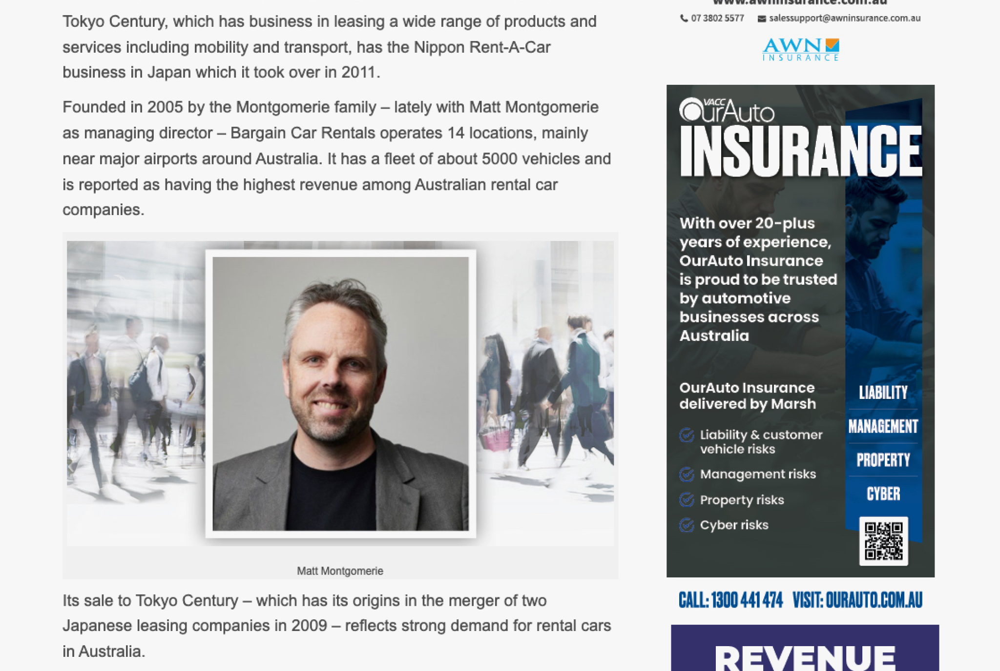 Tokyo Century, which has business in leasing a wide range of products and
services including mobility and transport, has the Nippon Rent-A-Car
business in Japan which it took over in 2011.
Founded in 2005 by the Montgomerie family – lately with Matt Montgomerie
as managing director – Bargain Car Rentals operates 14 locations, mainly
near major airports around Australia. It has a fleet of about 5000 vehicles and
is reported as having the highest revenue among Australian rental car
companies.
Matt Montgomerie
Its sale to Tokyo Century – which has its origins in the merger of two
Japanese leasing companies in 2009 – reflects strong demand for rental cars
in Australia.
www.awninsurance.com.au
07 3802 5577 salessupport@awninsurance.com.au
AWN
INSURANCE
VACC
OurAuto
INSURANCE
With over 20-plus
years of experience,
OurAuto Insurance
is proud to be trusted
by automotive
businesses across
Australia
OurAuto Insurance
delivered by Marsh
Liability & customer
vehicle risks
Management risks
Property risks
Cyber risks
LIABILITY
MANAGEMENT
PROPERTY
CYBER
CALL: 1300 441 474 VISIT: OURAUTO.COM.AU
REVENUE